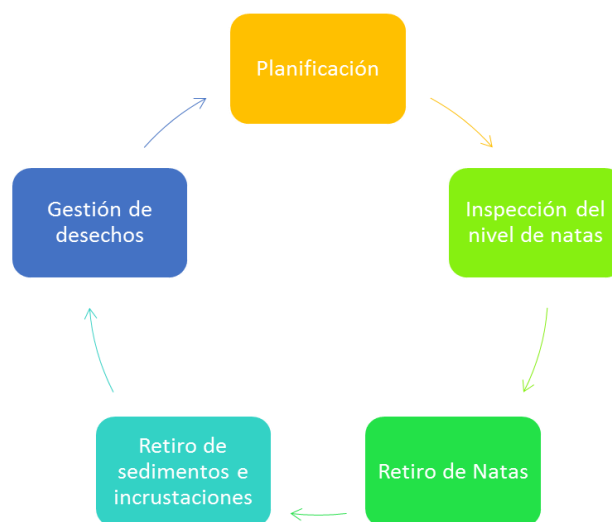 Planificación
Inspección del
nivel de natas
Retiro de Natas
Retiro de
sedimentos e
incrustaciones
Gestión de
desechos